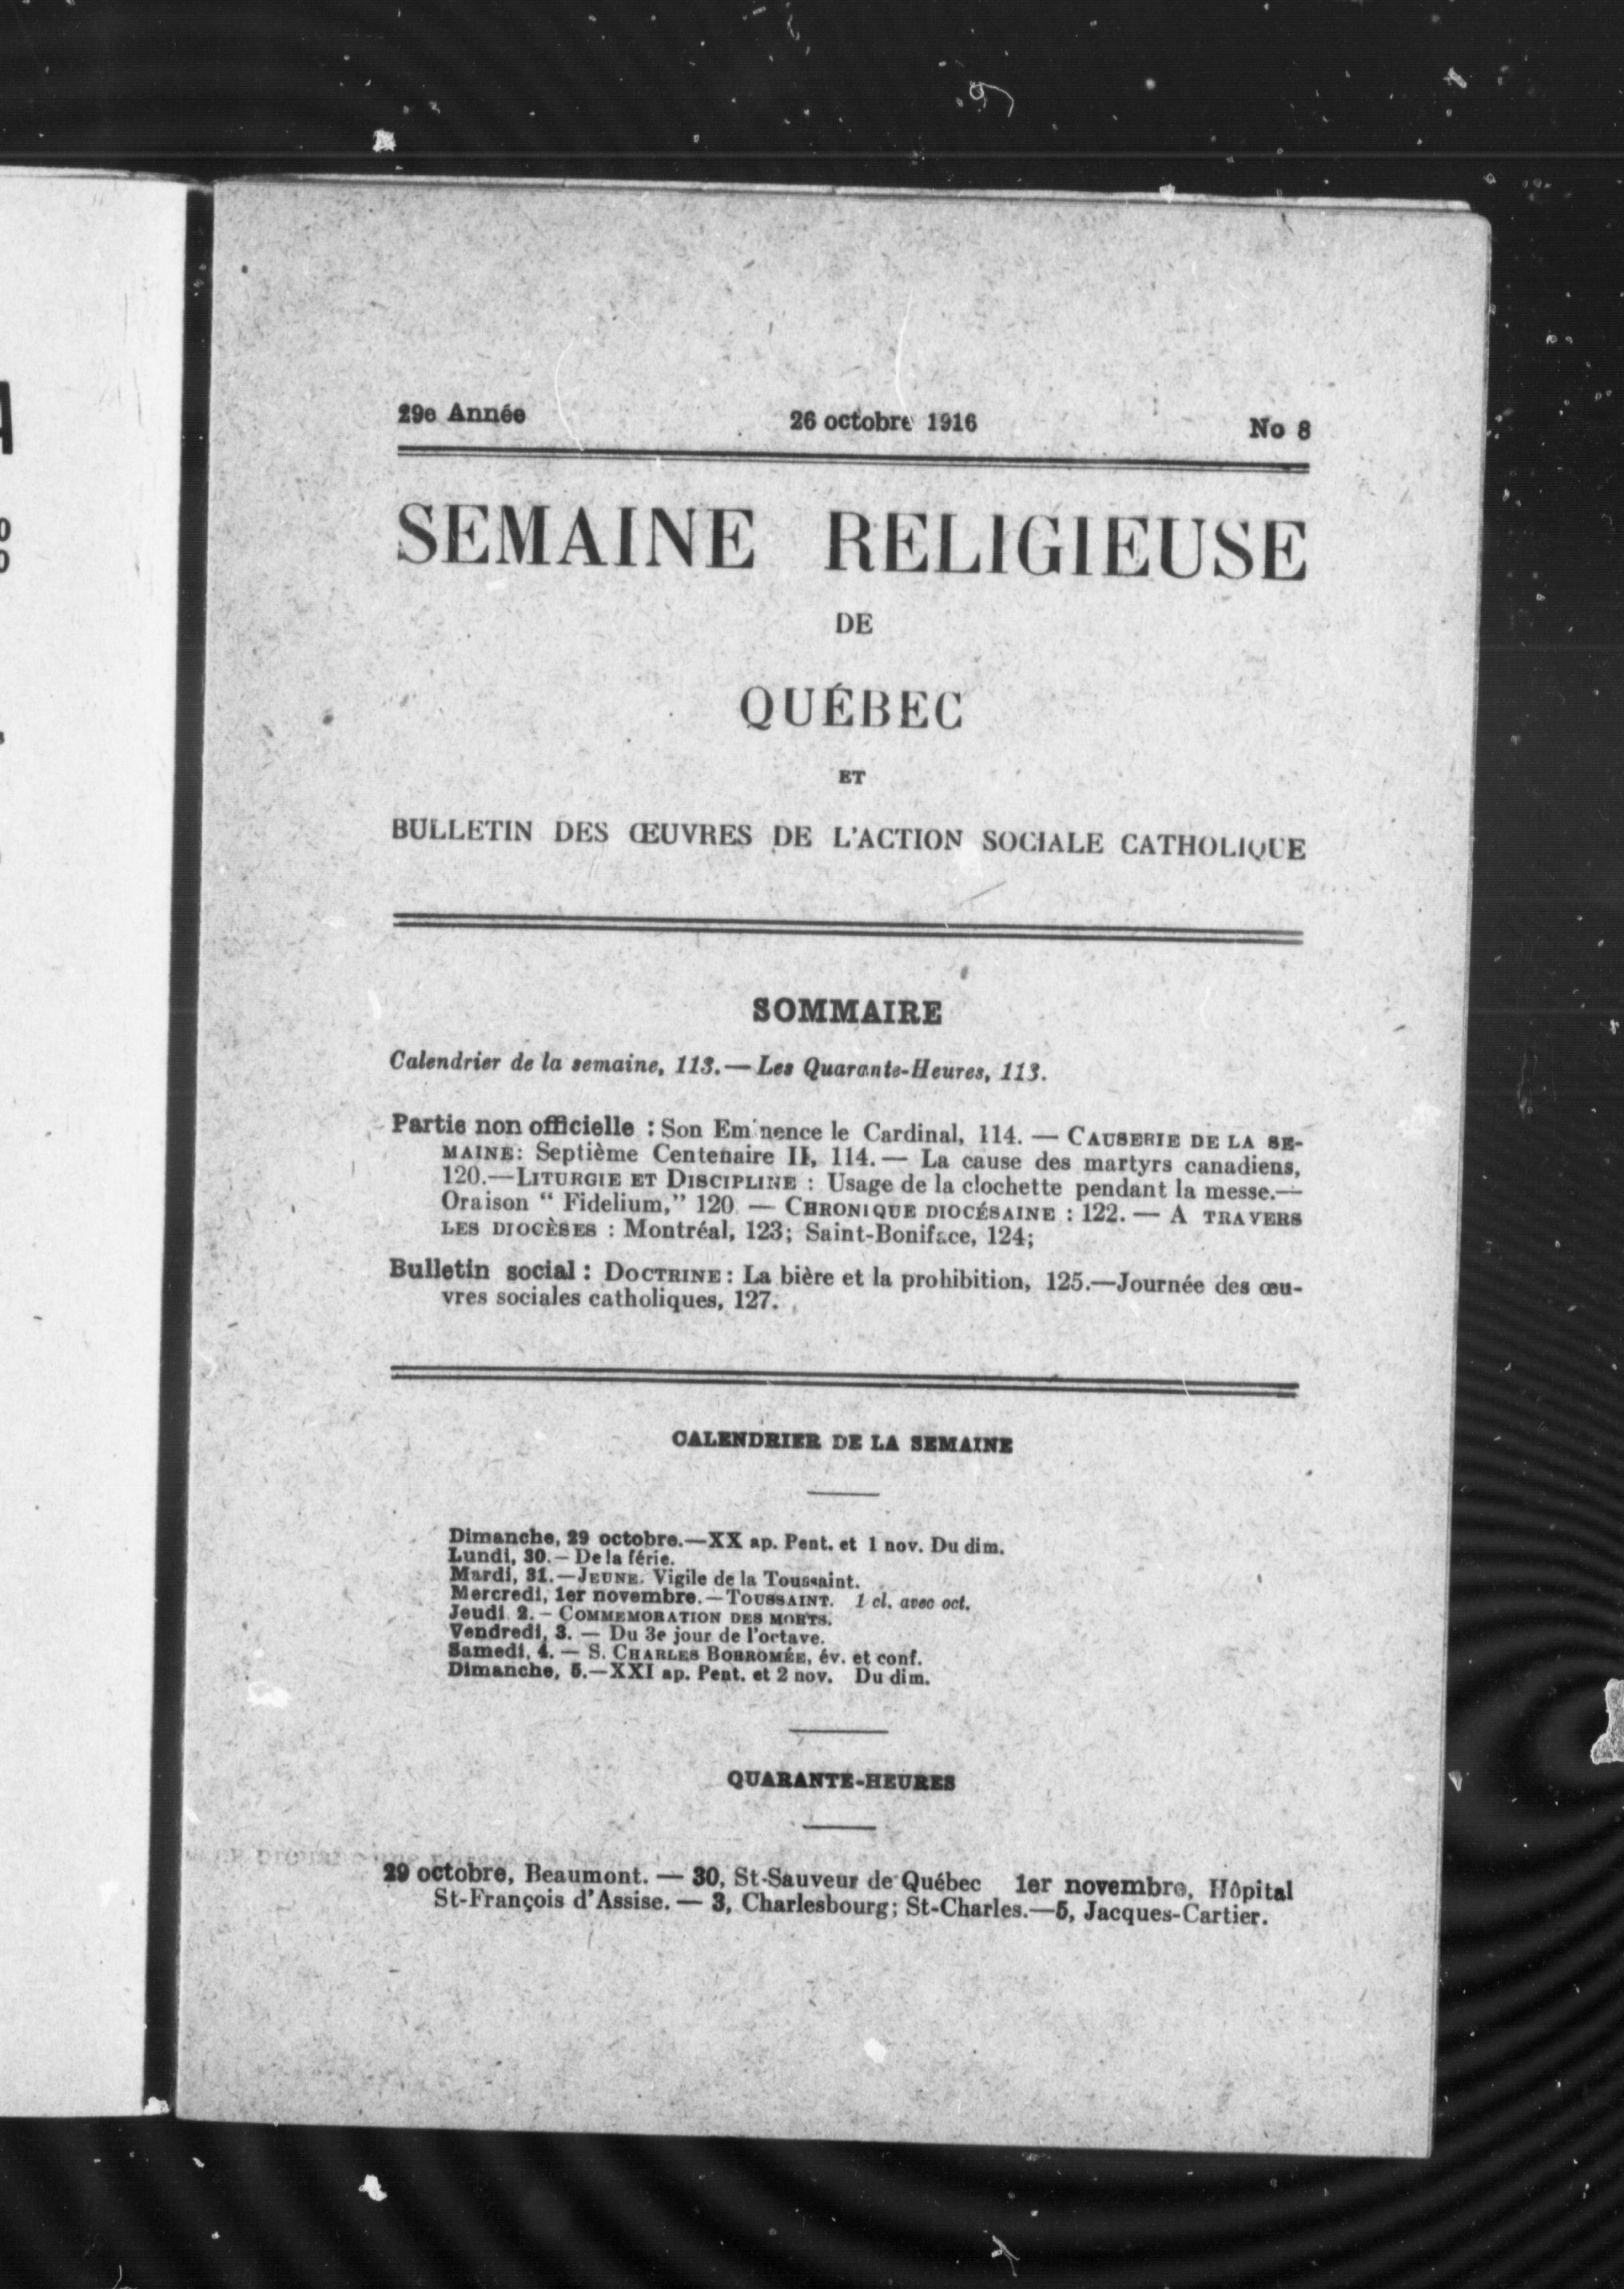 29e Année 26 octobre 1916 No 8
SEMAINE RELIGIEUSE
DE
QUÉBEC
ET
BULLETIN DES ŒUVRES DE L'ACTION SOCIALE CATHOLIQUE
SOMMAIRE
Calendrier de la semaine, 113.— Les Quarante-Heures, 113.
Partie non officielle : Son Eminence le Cardinal, 114. — CAUSERIE DE LA SE-
MAINE: Septième Centenaire II, 114.— La cause des martyrs canadiens,
120.—LITURGIE ET DISCIPLINE : Usage de la clochette pendant la messe.—
Oraison “ Fidelium,” 120 — CHRONIQUE DIOCÉSAINE : 122. — A TRAVERS
LES DIOCÈSES : Montréal, 123; Saint-Boniface, 124;
Bulletin social : DOCTRINE : La bière et la prohibition, 125.—Journée des œu-
vres sociales catholiques, 127.
CALENDRIER DE LA SEMAINE
Dimanche, 29 octobre.—XX ap. Pent. et 1 nov. Du dim.
Lundi, 30.— De la férie.
Mardi, 31.—JEUNE. Vigile de la Toussaint.
Mercredi, 1er novembre.—TOUSSAINT. 1 cl. avec oct.
Jeudi 2. – COMMEMORATION DES MORTS.
Vendredi, 3. — Du 3e jour de l'octave.
Samedi, 4. — S. CHARLES BORROMÉE, év. et conf.
Dimanche, 5.—XXI ap. Pent. et 2 nov. Du dim.
QUARANTE-HEURES
29 octobre, Beaumont. — 30, St-Sauveur de Québec 1er novembre, Hôpital
St-François d'Assise. — 3, Charlesbourg; St-Charles.—5, Jacques-Cartier.